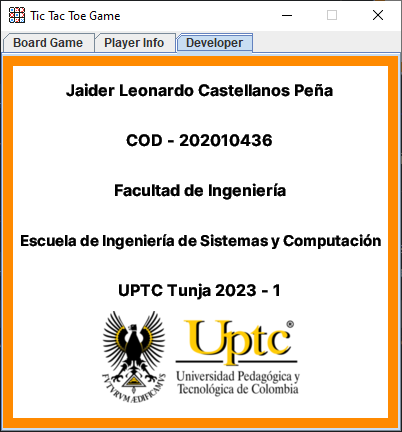 Tic Tac Toe Game
Board Game
Player Info
Developer
Jaider Leonardo Castellanos Peña
COD - 202010436
Facultad de Ingeniería
Escuela de Ingeniería de Sistemas y Computación
UPTC Tunja 2023 - 1
Uptc®
Universidad Pedagógica y
Tecnológica de Colombia
FVTVRVM ÆDIFICAMVS